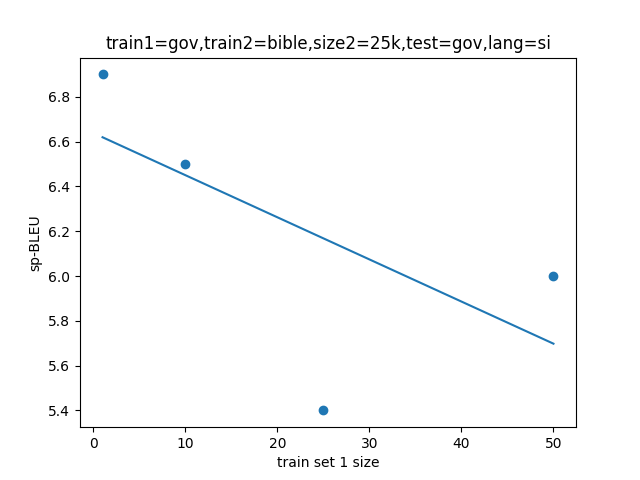 train1=gov,train2=bible,size2=25k,test=gov,lang=si
sp-BLEU
6.8
6.6
6.4
6.2
6.0
5.8
5.6
5.4
0 10 20 30 40 50
train set 1 size